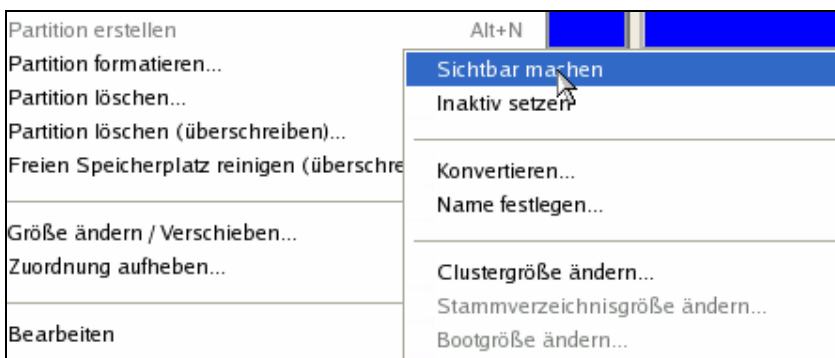 Partition erstellen Alt+N
Partition formatieren...
Partition löschen...
Partition löschen (überschreiben)...
Freien Speicherplatz reinigen (überschre
Größe ändern / Verschieben...
Zuordnung aufheben...
Bearbeiten
Sichtbar machen
Inaktiv setzen
Konvertieren...
Name festlegen...
Clustergröße ändern...
Stammverzeichnisgröße ändern...
Bootgröße ändern...